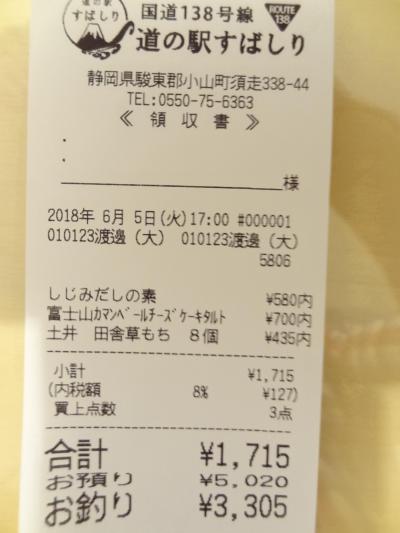 道の駅
すばしり
国道138号線
ROUTE
138
道の駅すばしり
静岡県駿東郡小山町須走338-44
TEL:0550-75-6363
≪ 領 収 書 ≫
.
.
様
2018年 6月 5日(火)17:00 #000001
010123渡邊（大） 010123渡邊（大）
5806
しじみだしの素 ¥580内
富士山ｶﾏﾝﾍﾞｰﾙﾁｰｽﾞｹｰｷﾀﾙﾄ ¥700内
土井 田舎草もち 8個 ¥435内
小計 ¥1,715
(内税額 8% ¥127)
買上点数 3点
合計 ¥1,715
お預り ¥5,020
お釣り ¥3,305